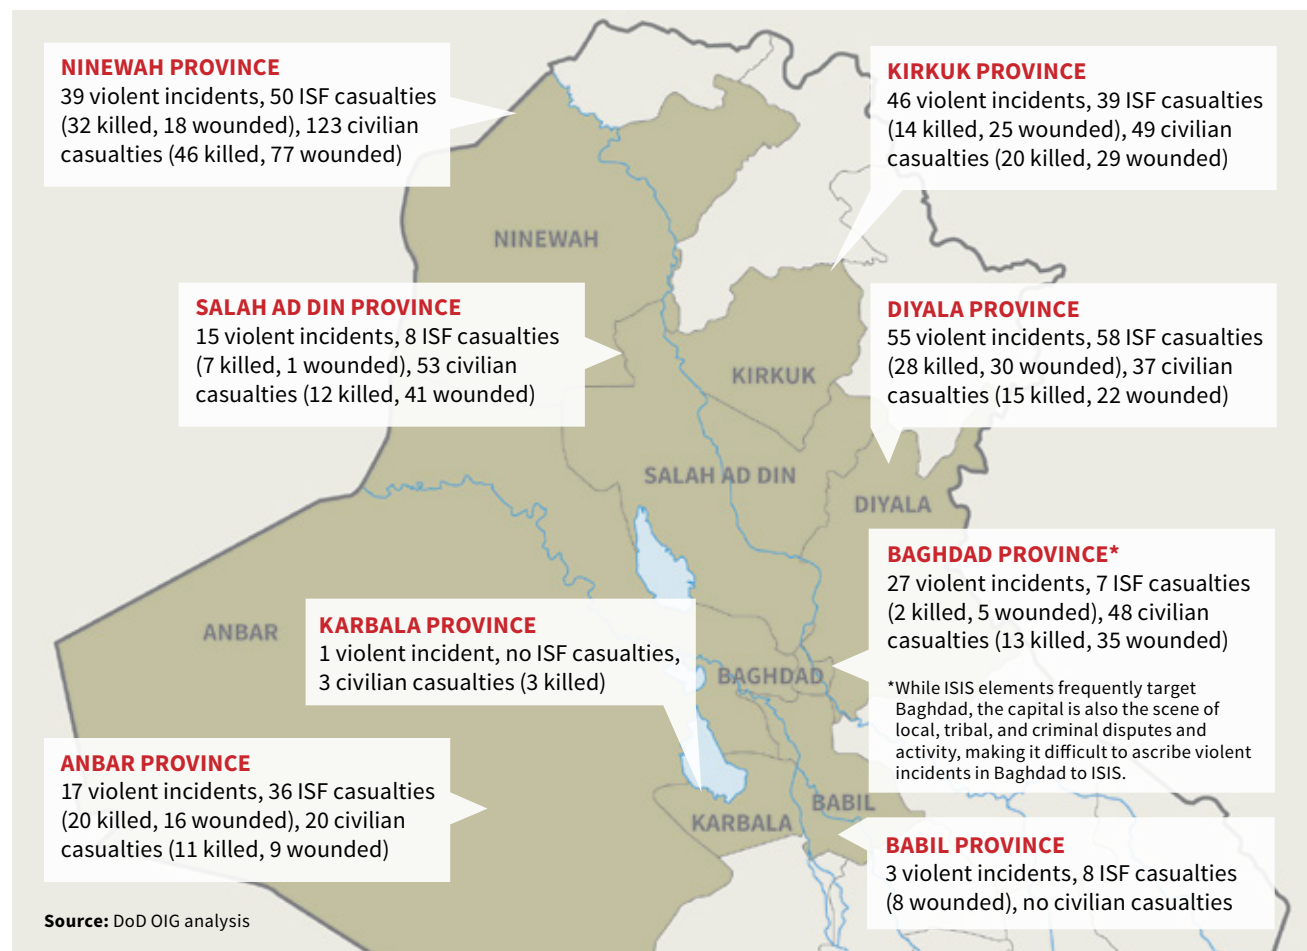 NINEWAH PROVINCE
39 violent incidents, 50 ISF casualties
(32 killed, 18 wounded), 123 civilian
casualties (46 killed, 77 wounded)
KIRKUK PROVINCE
46 violent incidents, 39 ISF casualties
(14 killed, 25 wounded), 49 civilian
casualties (20 killed, 29 wounded)
NINEWAH
SALAH AD DIN PROVINCE
15 violent incidents, 8 ISF casualties
(7 killed, 1 wounded), 53 civilian
casualties (12 killed, 41 wounded)
DIYALA PROVINCE
55 violent incidents, 58 ISF casualties
(28 killed, 30 wounded), 37 civilian
casualties (15 killed, 22 wounded)
KIRKUK
SALAH AD DIN
DIYALA
BAGHDAD PROVINCE*
27 violent incidents, 7 ISF casualties
(2 killed, 5 wounded), 48 civilian
casualties (13 killed, 35 wounded)
*While ISIS elements frequently target
Baghdad, the capital is also the scene of
local, tribal, and criminal disputes and
activity, making it difficult to ascribe violent
incidents in Baghdad to ISIS.
ANBAR
KARBALA PROVINCE
1 violent incident, no ISF casualties,
3 civilian casualties (3 killed)
BAGHDAD
ANBAR PROVINCE
17 violent incidents, 36 ISF casualties
(20 killed, 16 wounded), 20 civilian
casualties (11 killed, 9 wounded)
BABIL
KARBALA
BABIL PROVINCE
3 violent incidents, 8 ISF casualties
(8 wounded), no civilian casualties
Source: DoD OIG analysis